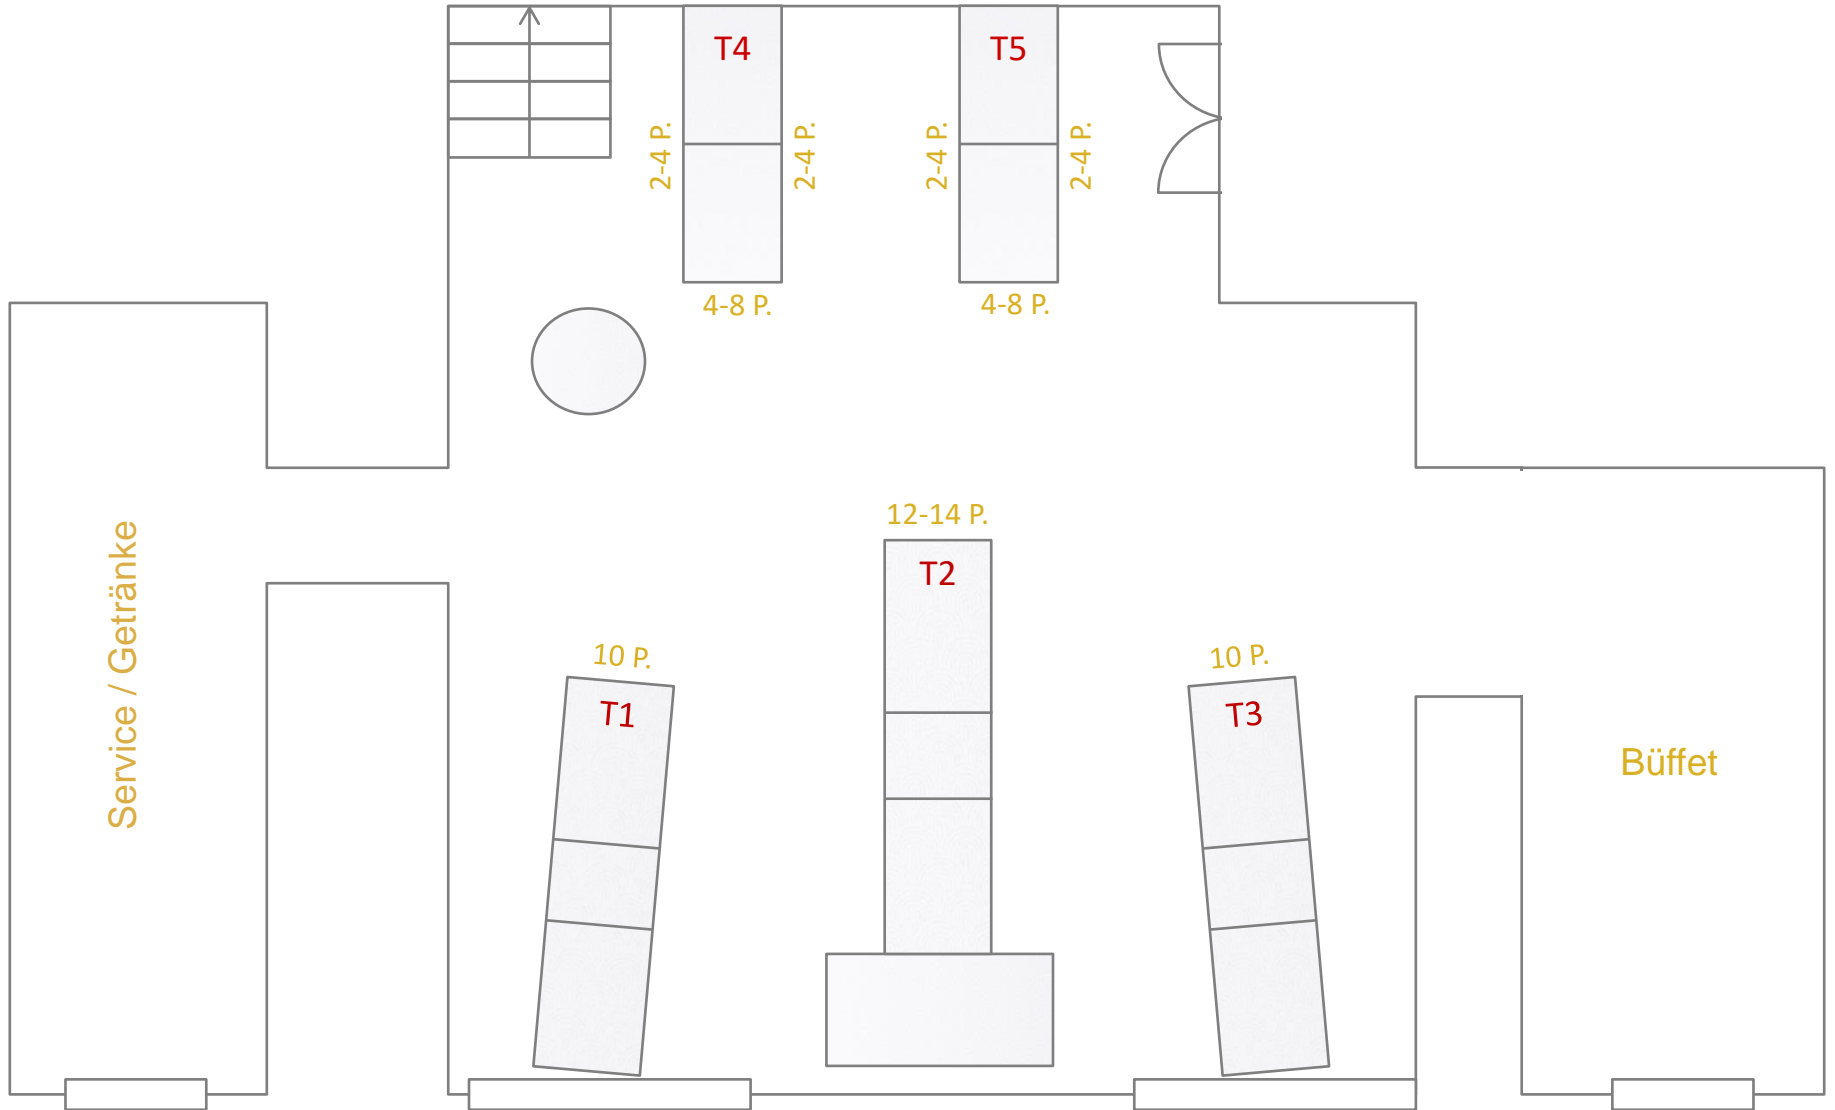 T4
T5
2-4 P.
2-4 P.
2-4 P.
2-4 P.
4-8 P.
4-8 P.
12-14 P.
T2
10 P.
T1
10 P.
T3
Service / Getränke
Büffet